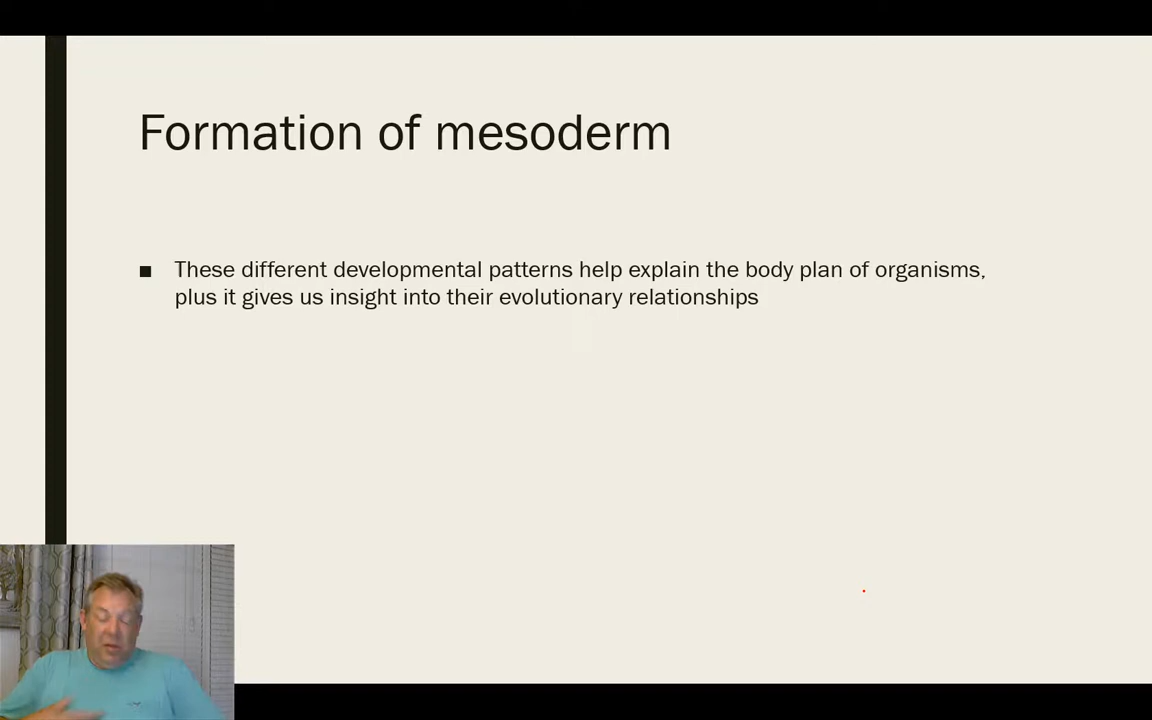 Formation of mesoderm
These different developmental patterns help explain the body plan of organisms,
plus it gives us insight into their evolutionary relationships